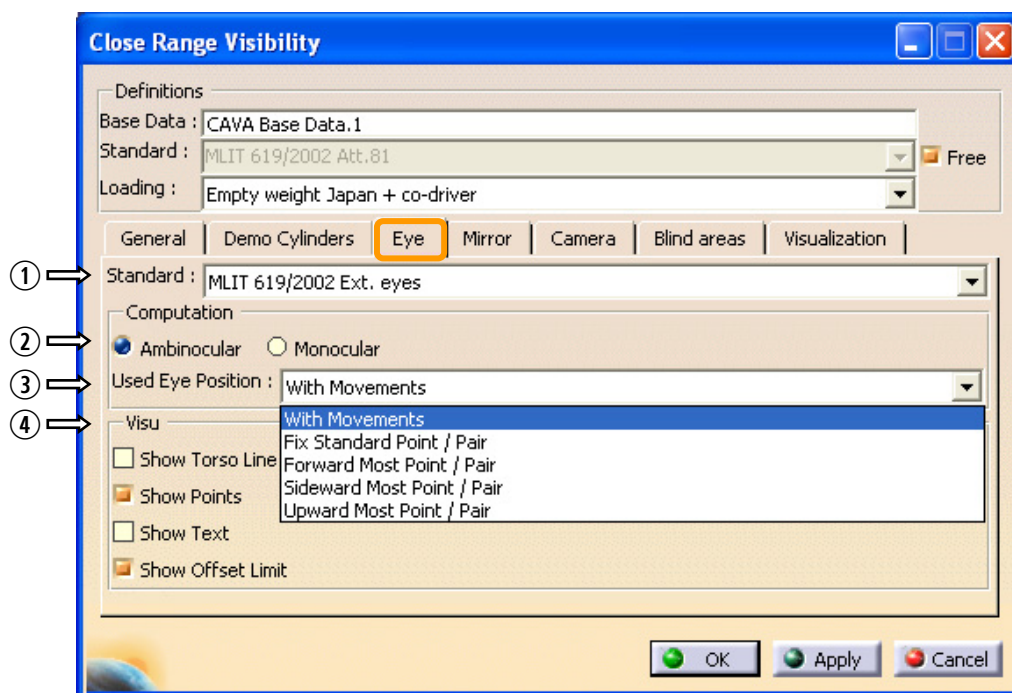 Close Range Visibility
Definitions
Base Data : CAVA Base Data.1
Standard : MLIT 619/2002 Att.81 Free
Loading : Empty weight Japan + co-driver
General Demo Cylinders Eye Mirror Camera Blind areas Visualization
① Standard : MLIT 619/2002 Ext. eyes
Computation
② Ambinocular Monocular
③ Used Eye Position : With Movements
④ Visu With Movements
Fix Standard Point / Pair
Show Torso Line Forward Most Point / Pair
Sideward Most Point / Pair
Show Points
Upward Most Point / Pair
Show Text
Show Offset Limit
OK Apply Cancel